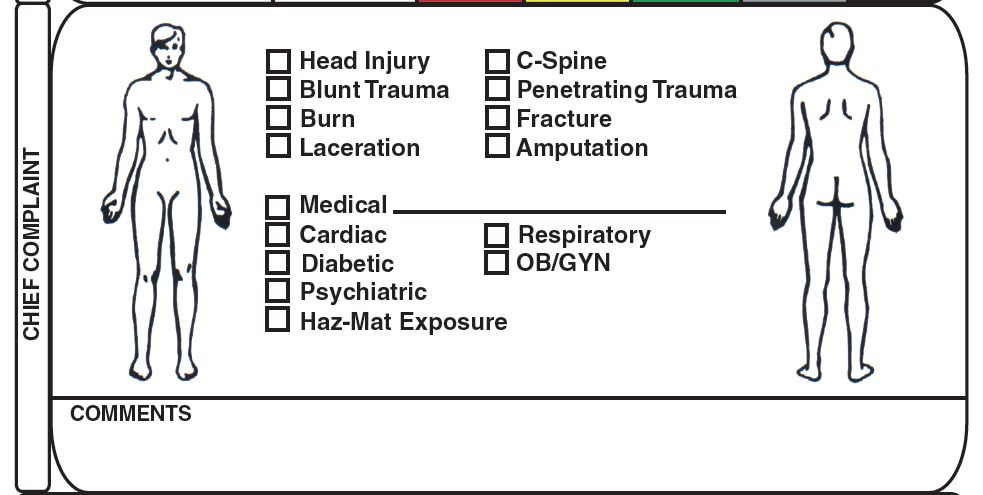 CHIEF COMPLAINT
Head Injury
Blunt Trauma
Burn
Laceration
C-Spine
Penetrating Trauma
Fracture
Amputation
Medical
Cardiac
Diabetic
Psychiatric
Haz-Mat Exposure
Respiratory
OB/GYN
COMMENTS